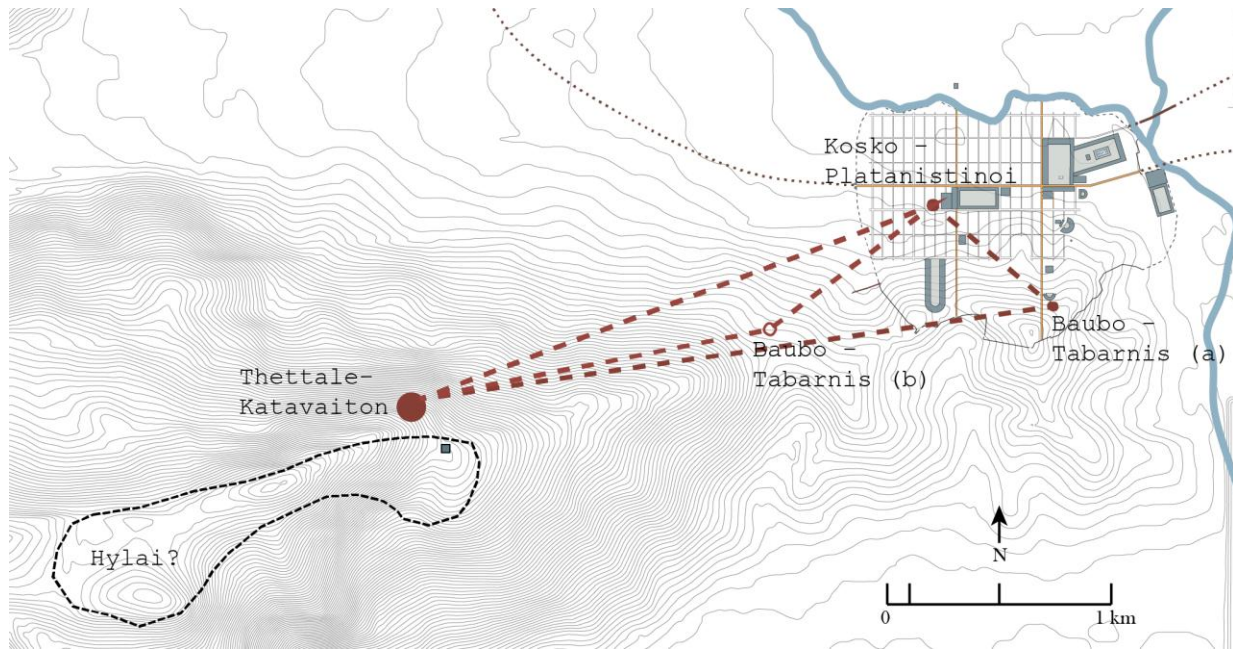 Kosko -
Platanistinoi
Baubo -
Tabarnis (a)
Baubo -
Tabarnis (b)
Thettale-
Katavaiton
Hylai?
N
0
1 km